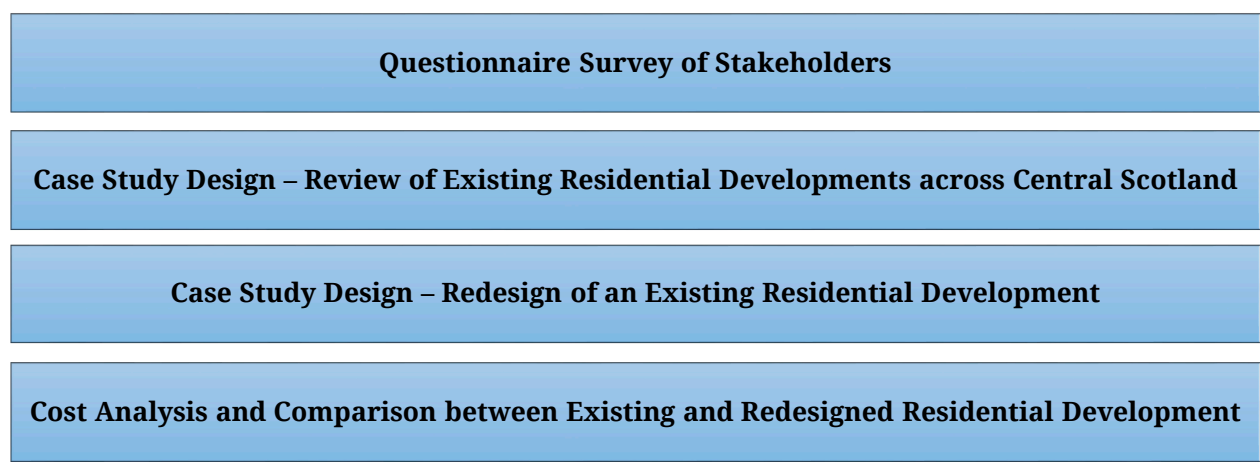 Questionnaire Survey of Stakeholders
Case Study Design – Review of Existing Residential Developments across Central Scotland
Case Study Design – Redesign of an Existing Residential Development
Cost Analysis and Comparison between Existing and Redesigned Residential Development